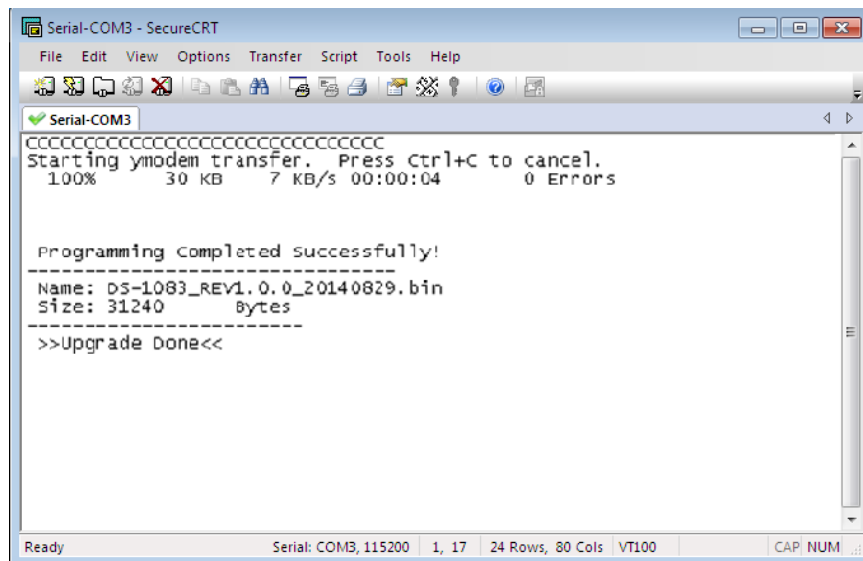 Serial-COM3 - SecureCRT
File Edit View Options Transfer Script Tools Help
Serial-COM3
CCCCCCCCCCCCCCCCCCCCCCCCCCCCCCCC
Starting ymodem transfer. Press Ctrl+C to cancel.
100% 30 KB 7 KB/s 00:00:04 0 Errors
Programming Completed Successfully!
--------------------------------
Name: DS-1083_REV1.0.0_20140829.bin
Size: 31240 Bytes
------------------------
>>Upgrade Done<<
Ready Serial: COM3, 115200 1, 17 24 Rows, 80 Cols VT100 CAP NUM